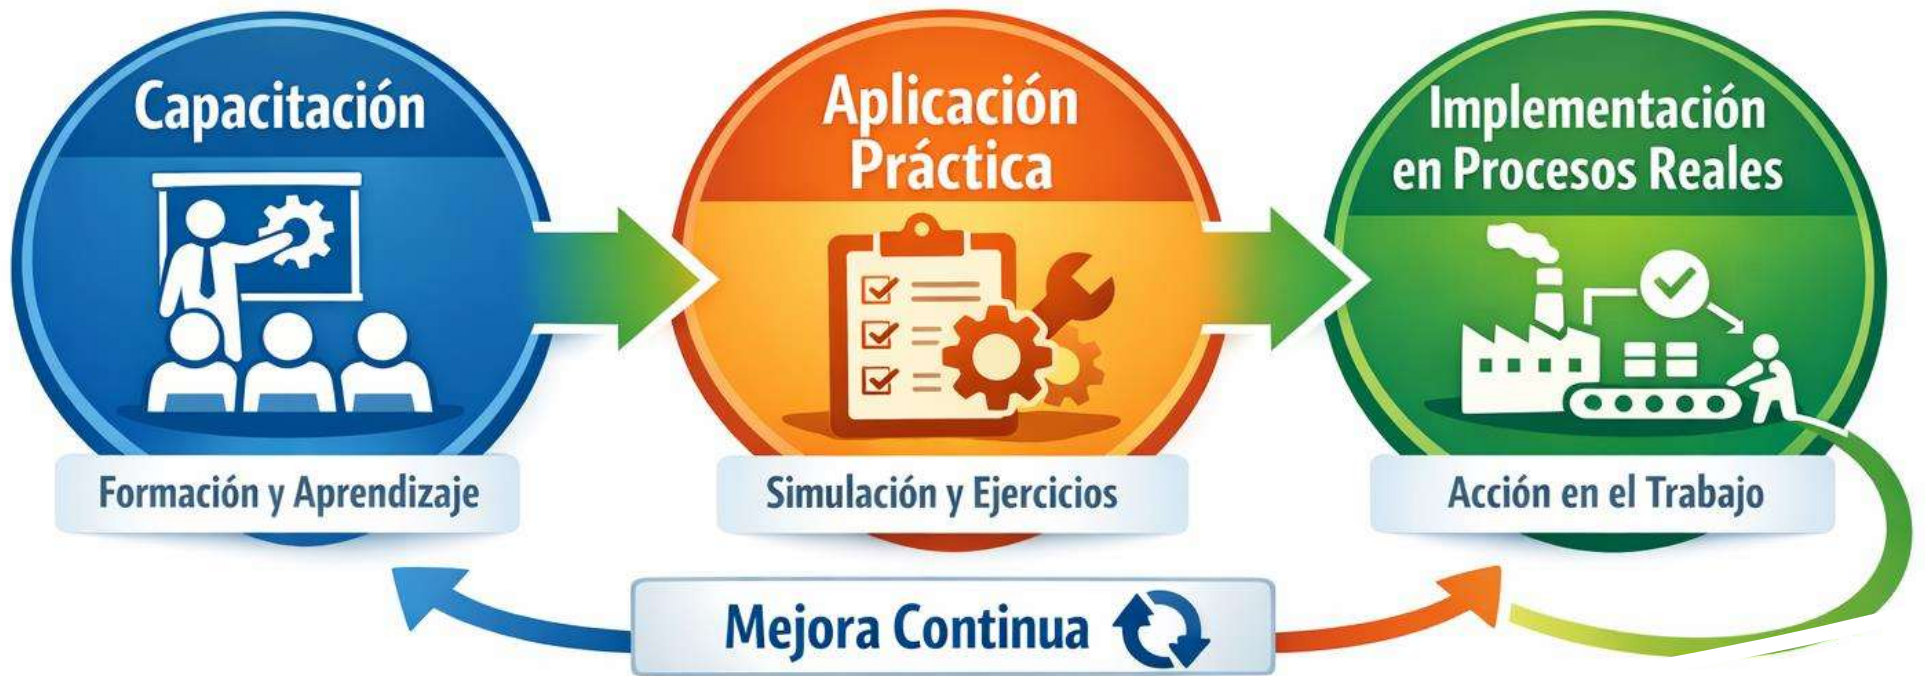 Capacitación
Formación y Aprendizaje
Aplicación
Práctica
Simulación y Ejercicios
Implementación
en Procesos Reales
Acción en el Trabajo
Mejora Continua